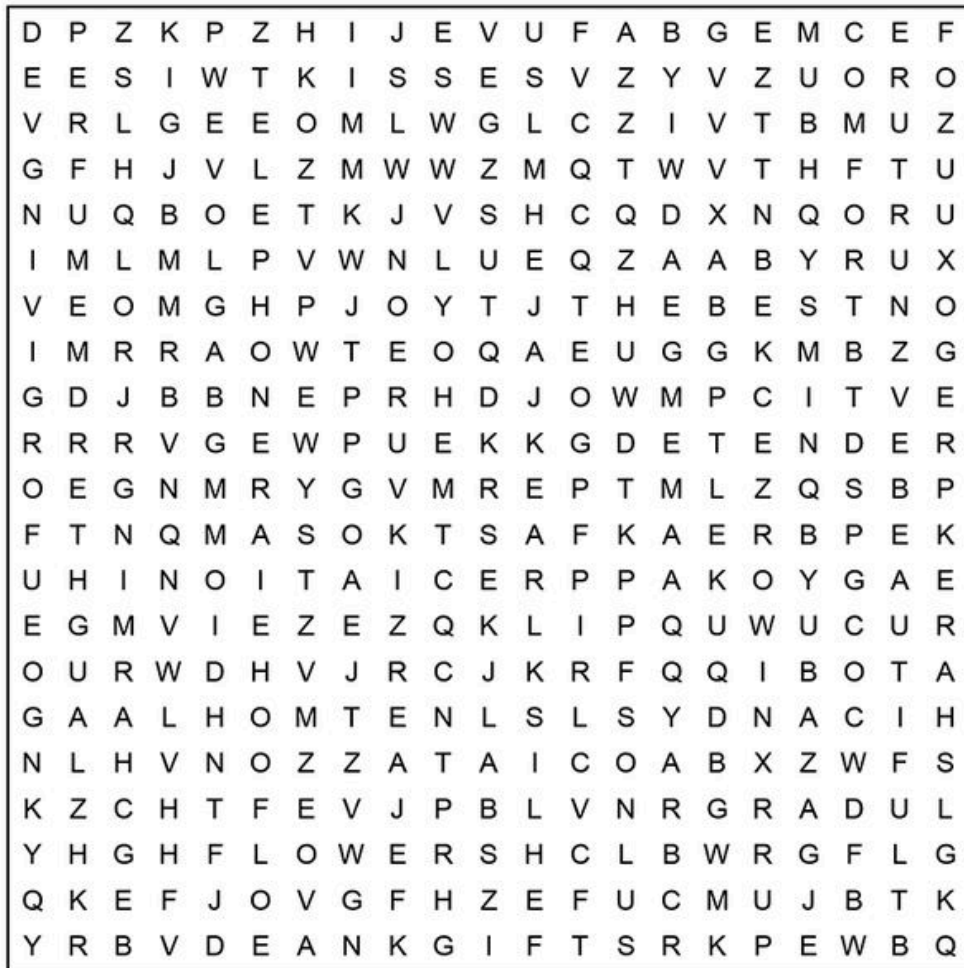 D P Z K P Z H I J E V U F A B G E M C E F
E E S I W T K I S S E S V Z Y V Z U O R O
V R L G E E O M L W G L C Z I V T B M U Z
G F H J V L Z M W W Z M Q T W V T H F T U
N U Q B O E T K J V S H C Q D X N Q O R U
I M L M L P V W N L U E Q Z A A B Y R U X
V E O M G H P J O Y T J T H E B E S T N O
I M R R A O W T E O Q A E U G G K M B Z G
G D J B B N E P R H D J O W M P C I T V E
R R R V G E W P U E K K G D E T E N D E R
O E G N M R Y G V M R E P T M L Z Q S B P
F T N Q M A S O K T S A F K A E R B P E K
U H I N O I T A I C E R P P A K O Y G A E
E G M V I E Z E Z Q K L I P Q U W U C U R
O U R W D H V J R C J K R F Q Q I B O T A
G A A L H O M T E N L S L S Y D N A C I H
N L H V N O Z Z A T A I C O A B X Z W F S
K Z C H T F E V J P B L V N R G R A D U L
Y H G H F L O W E R S H C L B W R G F L G
Q K E F J O V G F H Z E F U C M U J B T K
Y R B V D E A N K G I F T S R K P E W B Q